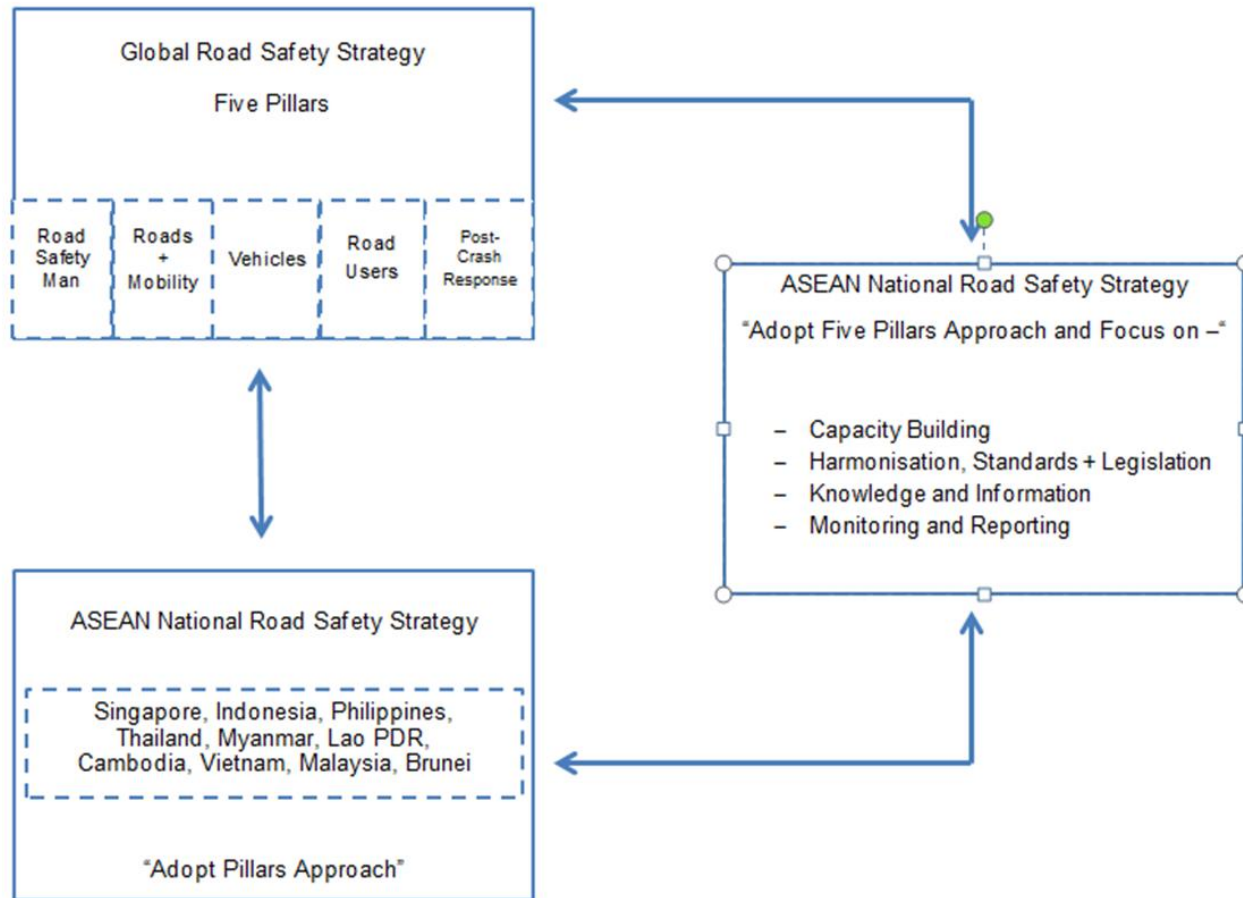 Global Road Safety Strategy
Five Pillars
Road
Safety
Man
Roads
+
Mobility
Vehicles
Road
Users
Post-
Crash
Response
ASEAN National Road Safety Strategy
“Adopt Five Pillars Approach and Focus on –“
– Capacity Building
– Harmonisation, Standards + Legislation
– Knowledge and Information
– Monitoring and Reporting
ASEAN National Road Safety Strategy
Singapore, Indonesia, Philippines,
Thailand, Myanmar, Lao PDR,
Cambodia, Vietnam, Malaysia, Brunei
“Adopt Pillars Approach”